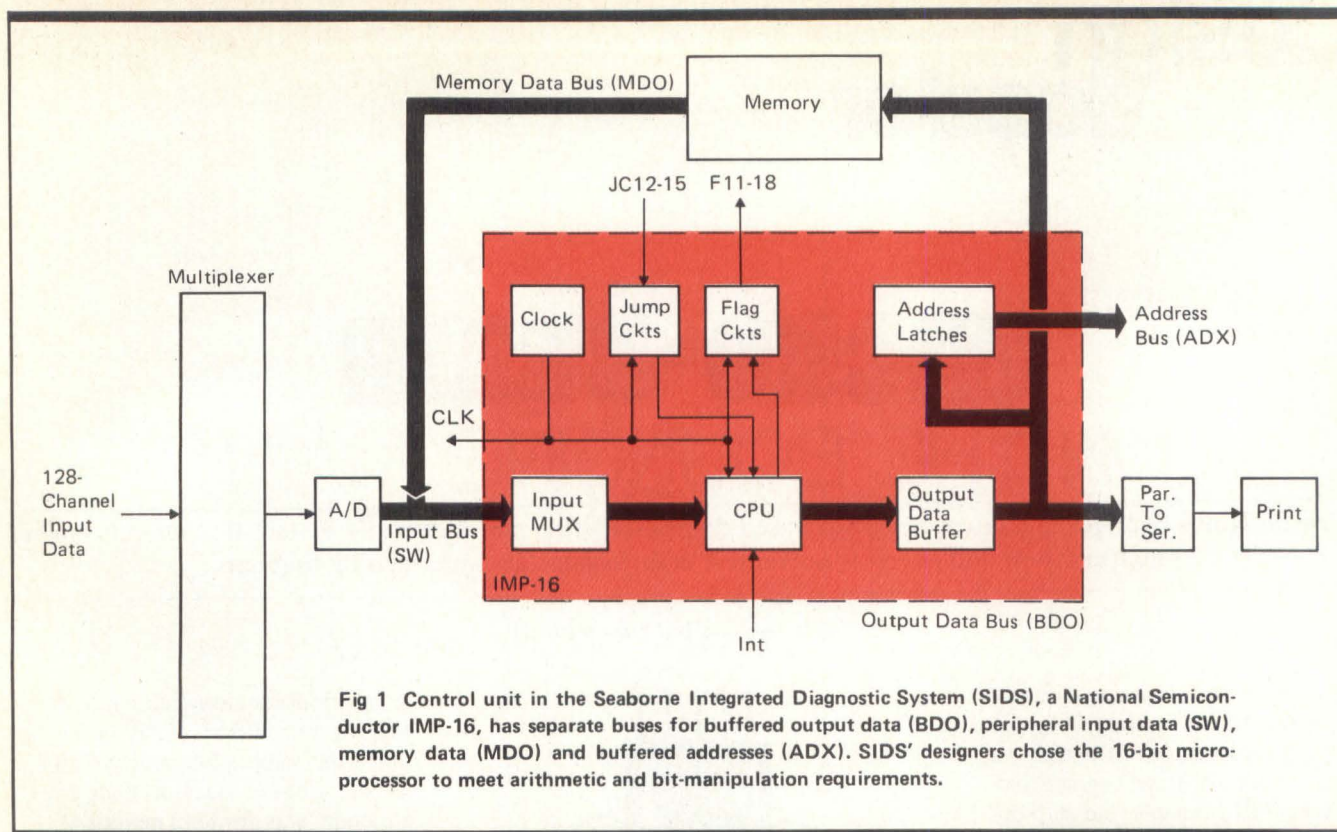 Memory Data Bus (MDO)
Memory
JC12-15
F11-18
Multiplexer
Clock
Jump
Ckts
Flag
Ckts
Address
Latches
Address
Bus (ADX)
CLK
128-
Channel
Input
Data
A/D
Input Bus
(SW)
Input
MUX
CPU
Output
Data
Buffer
Par.
To
Ser.
Print
IMP-16
Output Data Bus (BDO)
Int
Fig 1 Control unit in the Seaborne Integrated Diagnostic System (SIDS), a National Semicon-
ductor IMP-16, has separate buses for buffered output data (BDO), peripheral input data (SW),
memory data (MDO) and buffered addresses (ADX). SIDS' designers chose the 16-bit micro-
processor to meet arithmetic and bit-manipulation requirements.